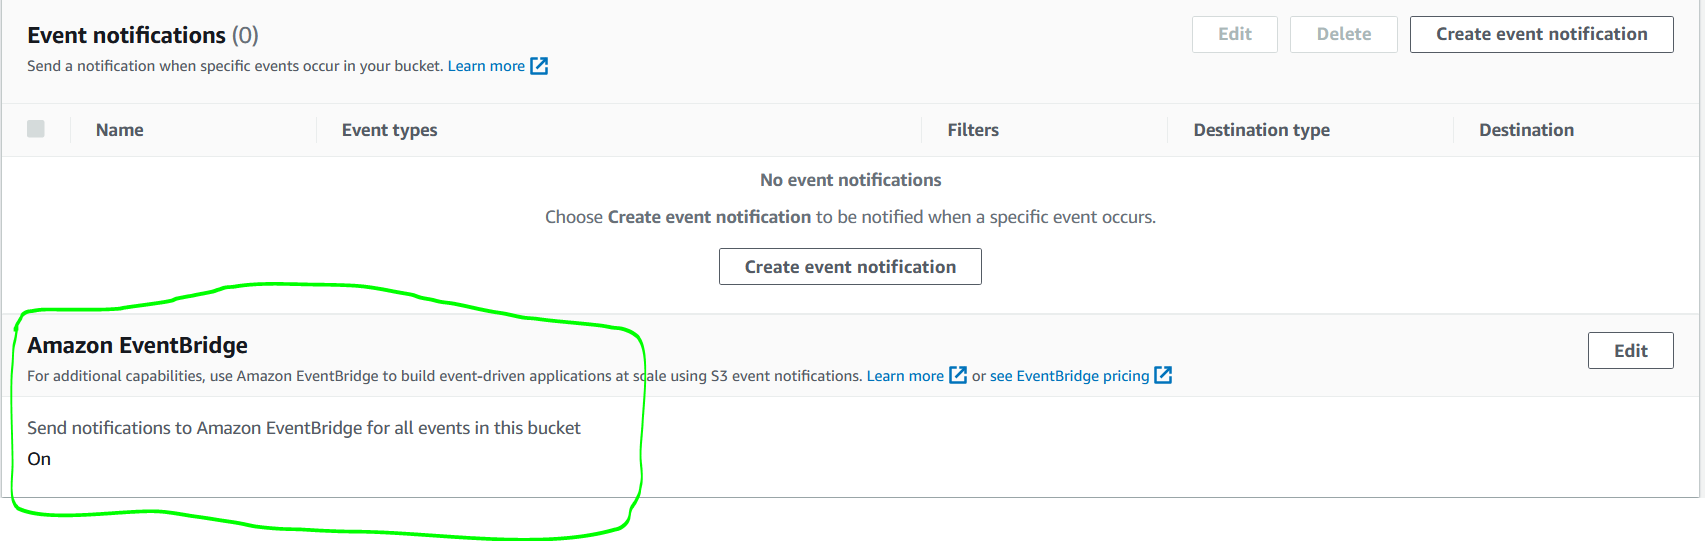 Event notifications (0)
Edit
Delete
Create event notification
Send a notification when specific events occur in your bucket. Learn more
Name
Event types
Filters
Destination type
Destination
No event notifications
Choose Create event notification to be notified when a specific event occurs.
Create event notification
Amazon EventBridge
Edit
For additional capabilities, use Amazon EventBridge to build event-driven applications at scale using S3 event notifications. Learn more or see EventBridge pricing
Send notifications to Amazon EventBridge for all events in this bucket
On